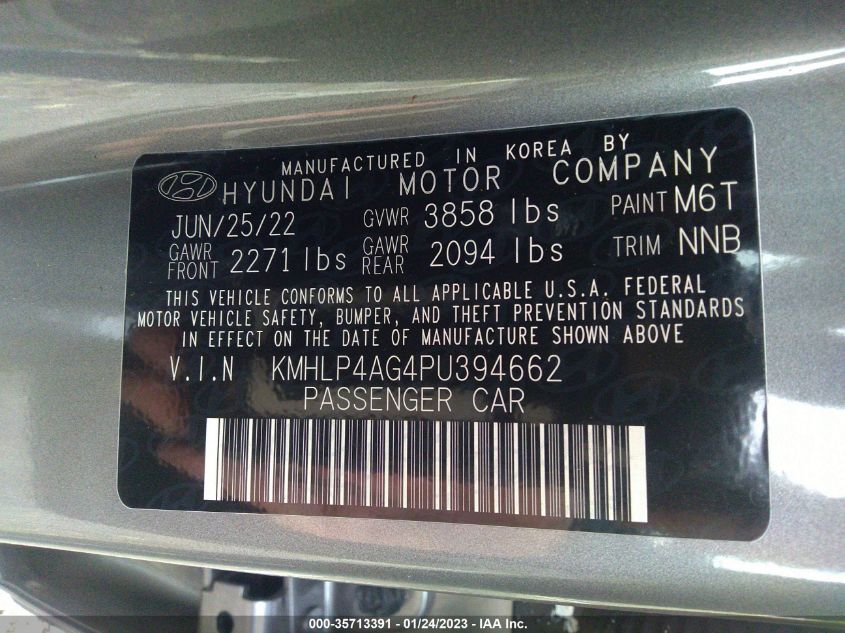 MANUFACTURED IN KOREA BY
HYUNDAI MOTOR COMPANY
JUN/25/22 GVWR 3858 lbs PAINT M6T
GAWR FRONT 2271 lbs GAWR REAR 2094 lbs TRIM NNB
THIS VEHICLE CONFORMS TO ALL APPLICABLE U.S.A. FEDERAL
MOTOR VEHICLE SAFETY, BUMPER, AND THEFT PREVENTION STANDARDS
IN EFFECT ON THE DATE OF MANUFACTURE SHOWN ABOVE
V.I.N KMHLP4AG4PU394662
PASSENGER CAR
000-35713391 - 01/24/2023 - IAA Inc.